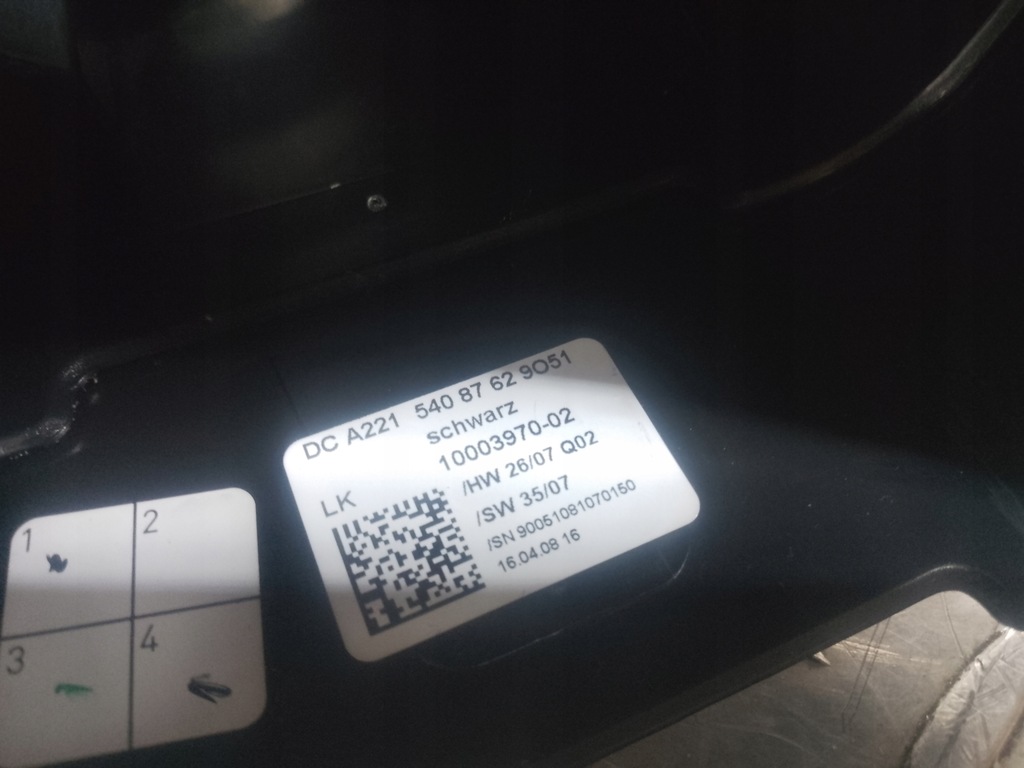 DC A221 540 87 62 9O51
schwarz
10003970-02
LK
/HW 26/07 Q02
/SW 35/07
/SN 90051081070150
16.04.08 16
1
2
3
4